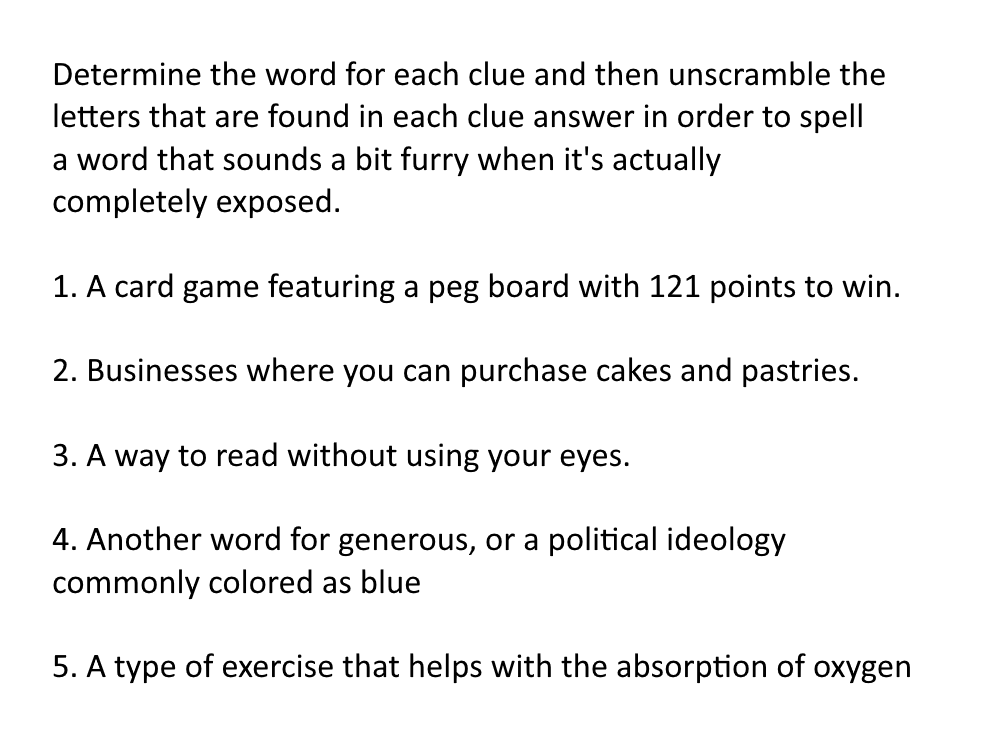 Determine the word for each clue and then unscramble the
letters that are found in each clue answer in order to spell
a word that sounds a bit furry when it's actually
completely exposed.
1. A card game featuring a peg board with 121 points to win.
2. Businesses where you can purchase cakes and pastries.
3. A way to read without using your eyes.
4. Another word for generous, or a political ideology
commonly colored as blue
5. A type of exercise that helps with the absorption of oxygen